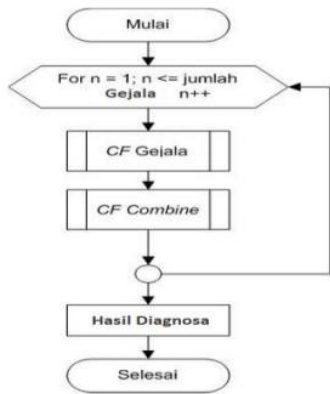 Mulai
For n = 1; n <= jumlah
Gejala n++
CF Gejala
CF Combine
Hasil Diagnosa
Selesai